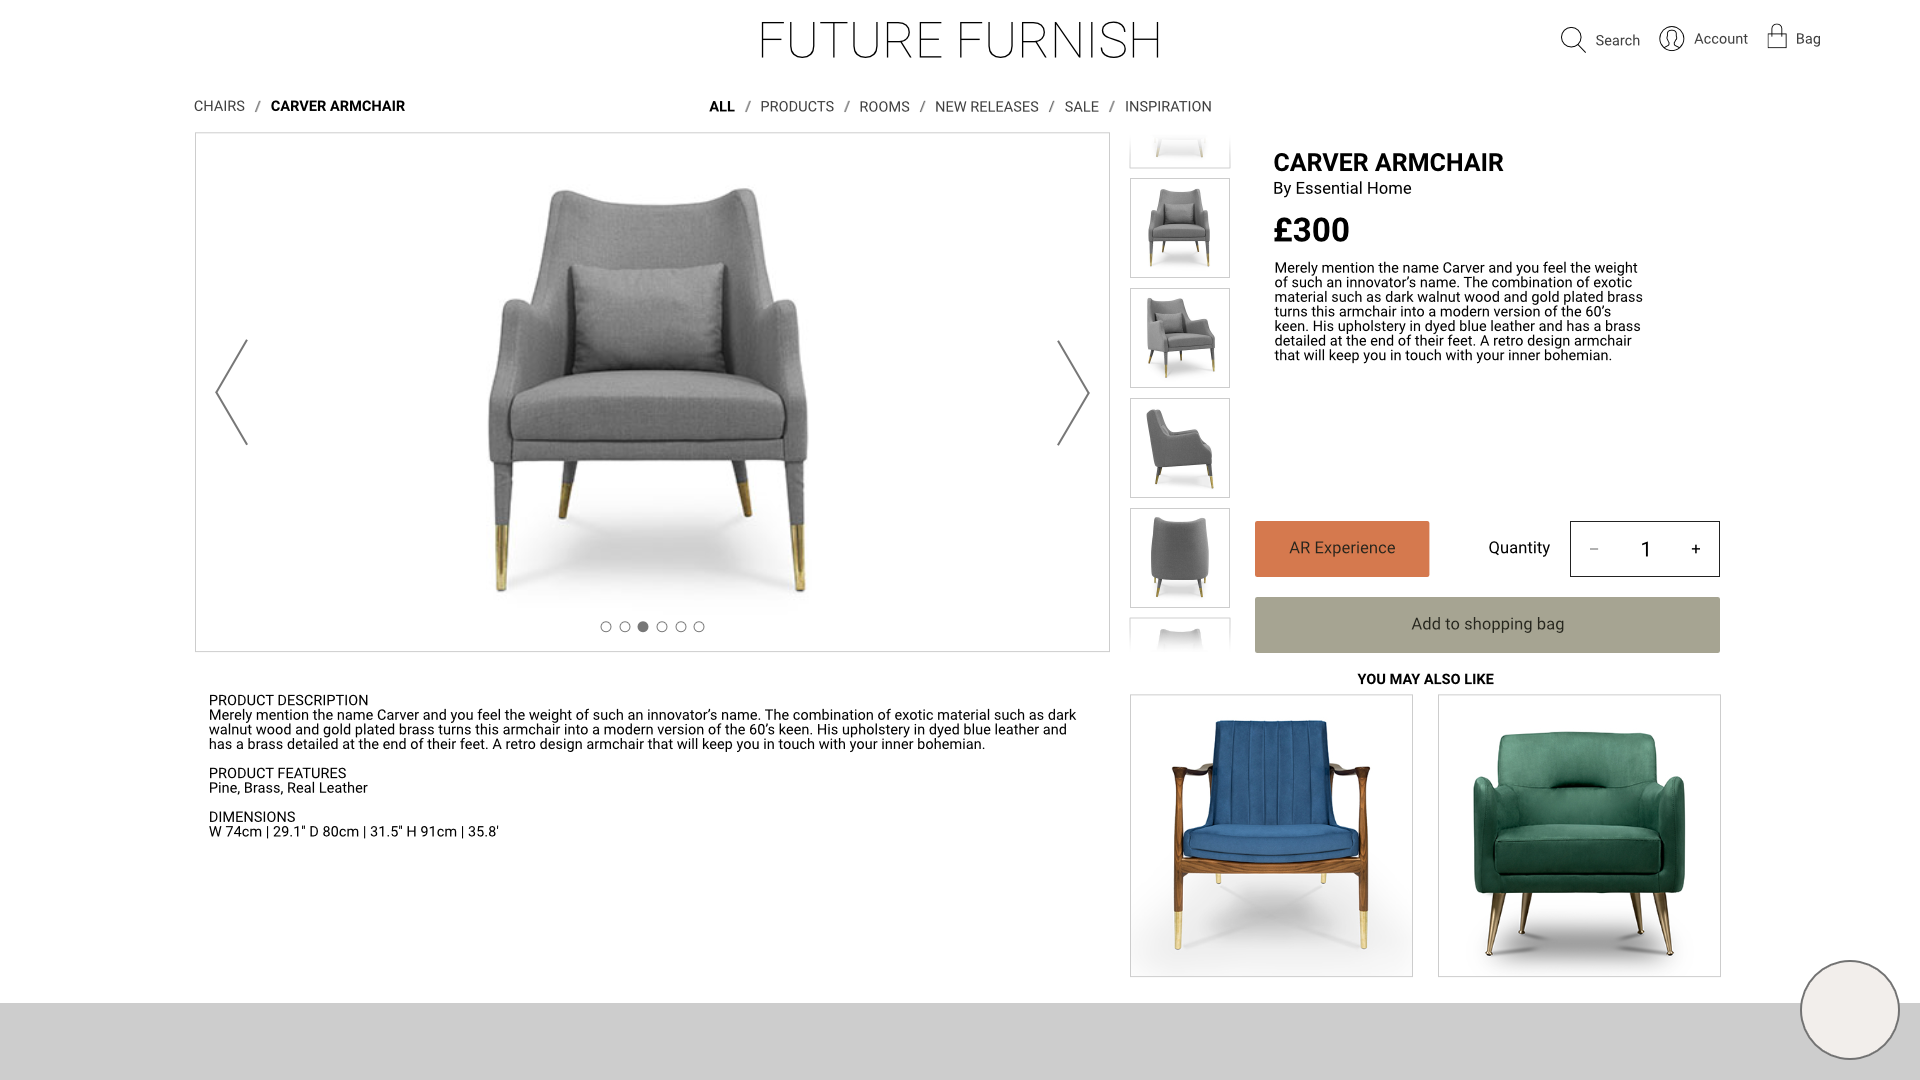 FUTURE FURNISH
Search
Account
Bag
CHAIRS / CARVER ARMCHAIR
ALL / PRODUCTS / ROOMS / NEW RELEASES / SALE / INSPIRATION
CARVER ARMCHAIR
By Essential Home
£300
Merely mention the name Carver and you feel the weight
of such an innovator’s name. The combination of exotic
material such as dark walnut wood and gold plated brass
turns this armchair into a modern version of the 60’s
keen. His upholstery in dyed blue leather and has a brass
detailed at the end of their feet. A retro design armchair
that will keep you in touch with your inner bohemian.
AR Experience
Quantity
− 1 +
Add to shopping bag
PRODUCT DESCRIPTION
Merely mention the name Carver and you feel the weight of such an innovator’s name. The combination of exotic material such as dark
walnut wood and gold plated brass turns this armchair into a modern version of the 60’s keen. His upholstery in dyed blue leather and
has a brass detailed at the end of their feet. A retro design armchair that will keep you in touch with your inner bohemian.
PRODUCT FEATURES
Pine, Brass, Real Leather
DIMENSIONS
W 74cm | 29.1'' D 80cm | 31.5'' H 91cm | 35.8'
YOU MAY ALSO LIKE